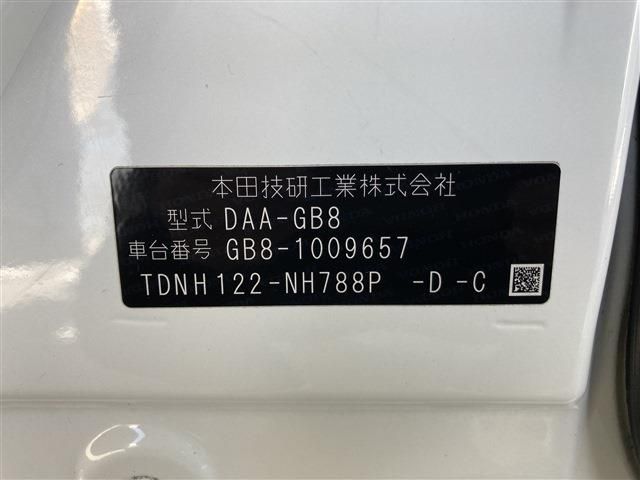 本田技研工業株式会社
型式 DAA-GB8
車台番号 GB8-1009657
TDNH122-NH788P -D-C